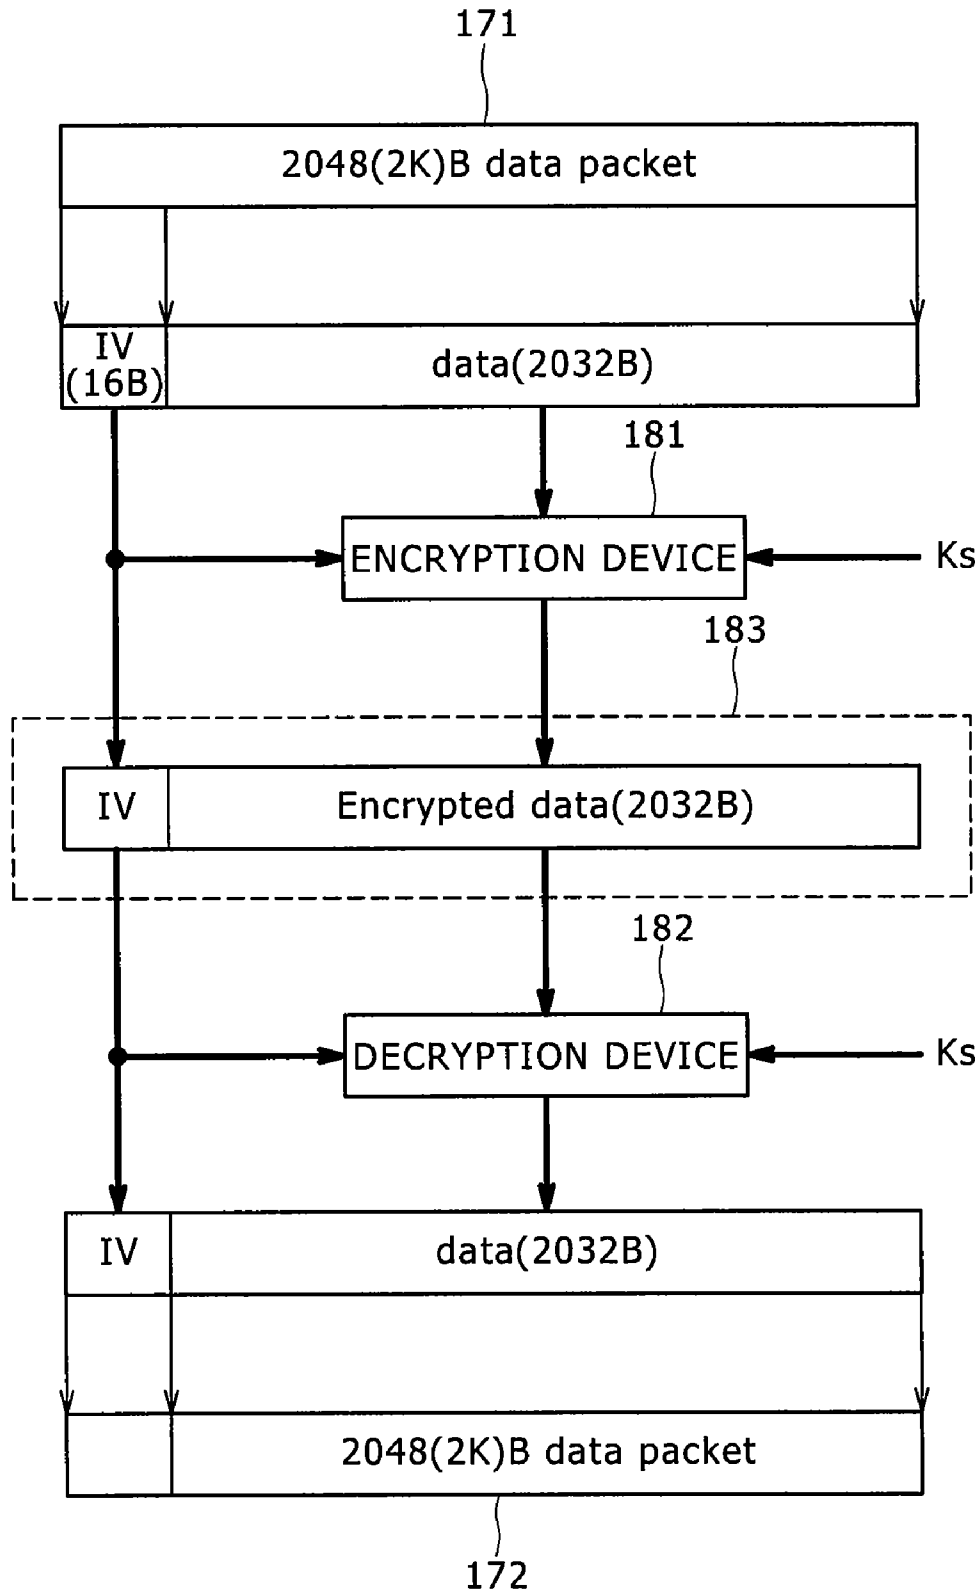 171
2048(2K)B data packet
IV
(16B)
data(2032B)
181
ENCRYPTION DEVICE
Ks
183
IV
Encrypted data(2032B)
182
DECRYPTION DEVICE
Ks
IV
data(2032B)
2048(2K)B data packet
172